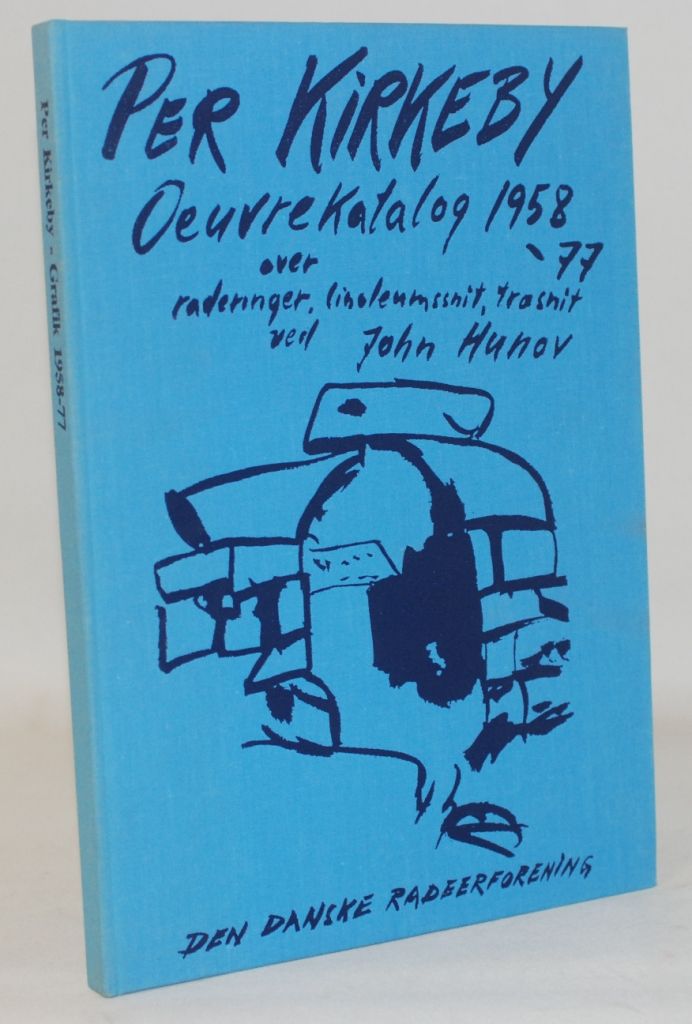 PER KIRKEBY
Oeuvrekatalog 1958
-77
over
raderinger, linoleumssnit, træsnit
ved John Hunov
DEN DANSKE RADEERFORENING
Per Kirkeby - Grafik 1958-77